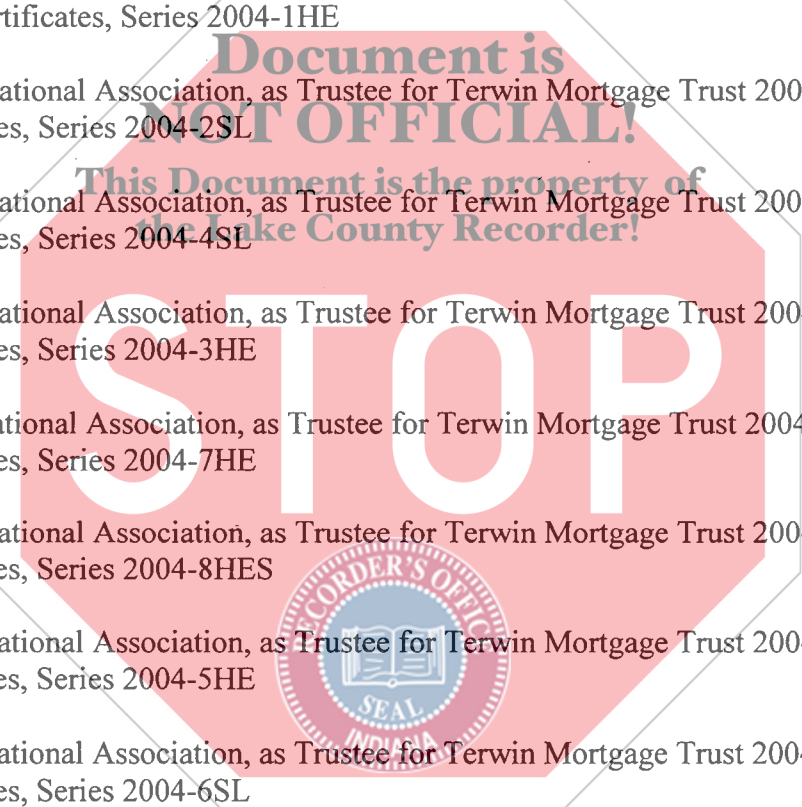 rtificates, Series 2004-1HE
Document is
ational Association, as Trustee for Terwin Mortgage Trust 200
NOT OFFICIAL!
es, Series 2004-2SL
This Document is the property of
ational Association, as Trustee for Terwin Mortgage Trust 200
the Lake County Recorder!
es, Series 2004-4SL
ational Association, as Trustee for Terwin Mortgage Trust 200
es, Series 2004-3HE
STOP
ational Association, as Trustee for Terwin Mortgage Trust 2004
es, Series 2004-7HE
ational Association, as Trustee for Terwin Mortgage Trust 200
es, Series 2004-8HES
RECORDER'S OFFICE
ational Association, as Trustee for Terwin Mortgage Trust 200
es, Series 2004-5HE
SEAL
INDIANA
ational Association, as Trustee for Terwin Mortgage Trust 200
es, Series 2004-6SL